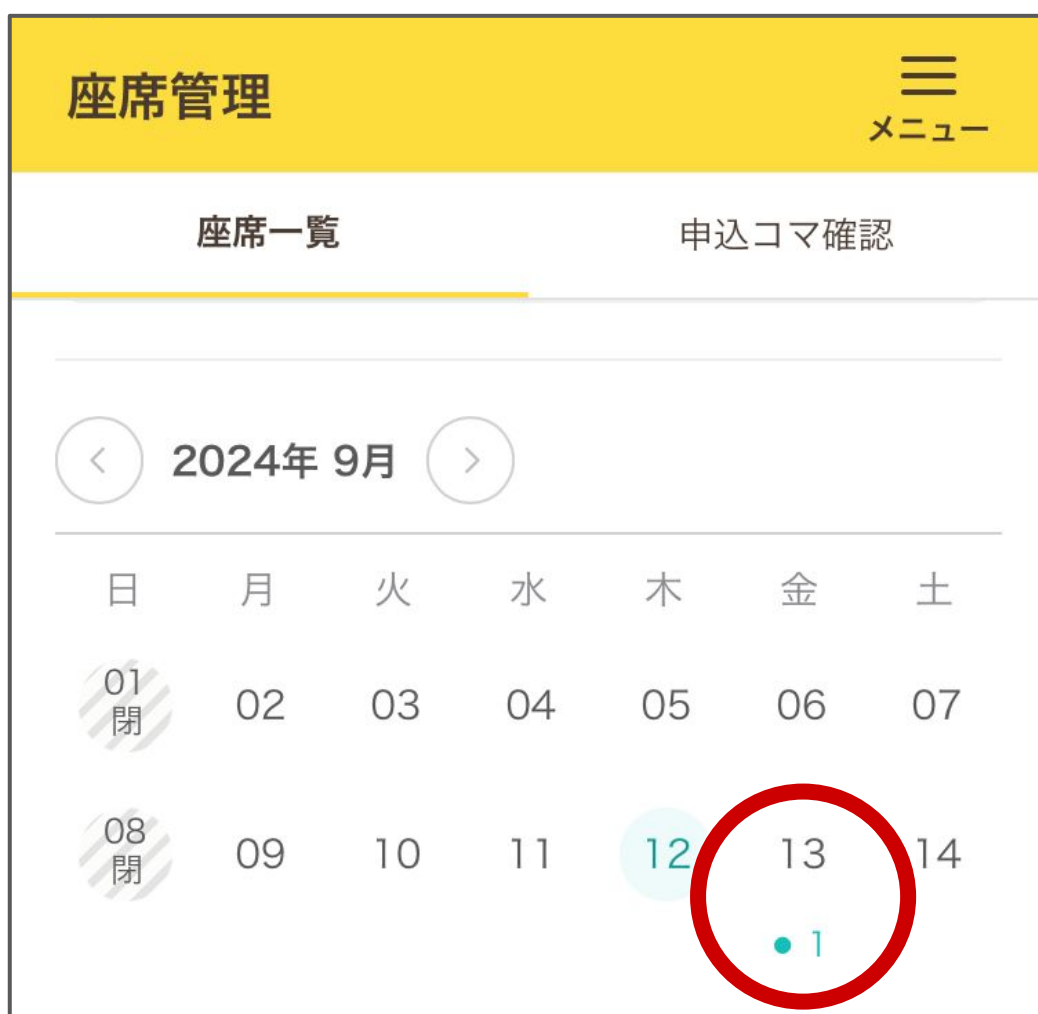 座席管理
メニュー
座席一覧 申込コマ確認
2024年 9月
日 月 火 水 木 金 土
01 02 03 04 05 06 07
閉
08 09 10 11 12 13 14
閉
1